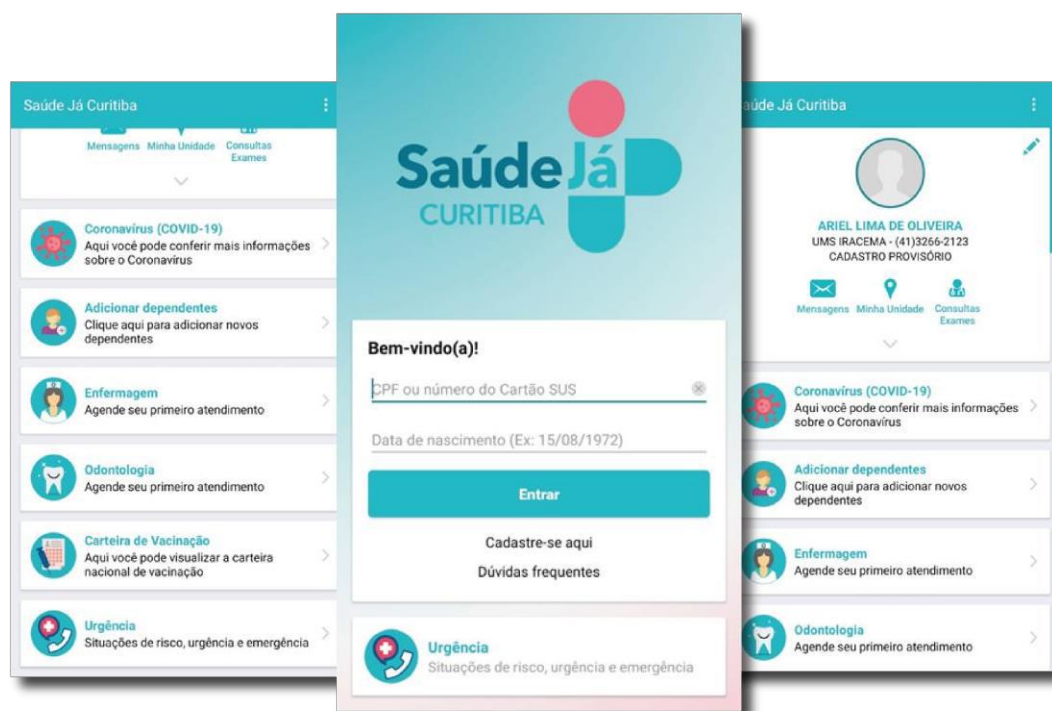 Saúde Já Curitiba
Mensagens Minha Unidade Consultas
Exames
Coronavírus (COVID-19)
Aqui você pode conferir mais informações
sobre o Coronavírus
Adicionar dependentes
Clique aqui para adicionar novos
dependentes
Enfermagem
Agende seu primeiro atendimento
Odontologia
Agende seu primeiro atendimento
Carteira de Vacinação
Aqui você pode visualizar a carteira
nacional de vacinação
Urgência
Situações de risco, urgência e emergência
Saúde Já
CURITIBA
Bem-vindo(a)!
CPF ou número do Cartão SUS
Data de nascimento (Ex: 15/08/1972)
Entrar
Cadastre-se aqui
Dúvidas frequentes
Urgência
Situações de risco, urgência e emergência
aúde Já Curitiba
ARIEL LIMA DE OLIVEIRA
UMS IRACEMA - (41)3266-2123
CADASTRO PROVISÓRIO
Mensagens Minha Unidade Consultas
Exames
Coronavírus (COVID-19)
Aqui você pode conferir mais informações
sobre o Coronavírus
Adicionar dependentes
Clique aqui para adicionar novos
dependentes
Enfermagem
Agende seu primeiro atendimento
Odontologia
Agende seu primeiro atendimento